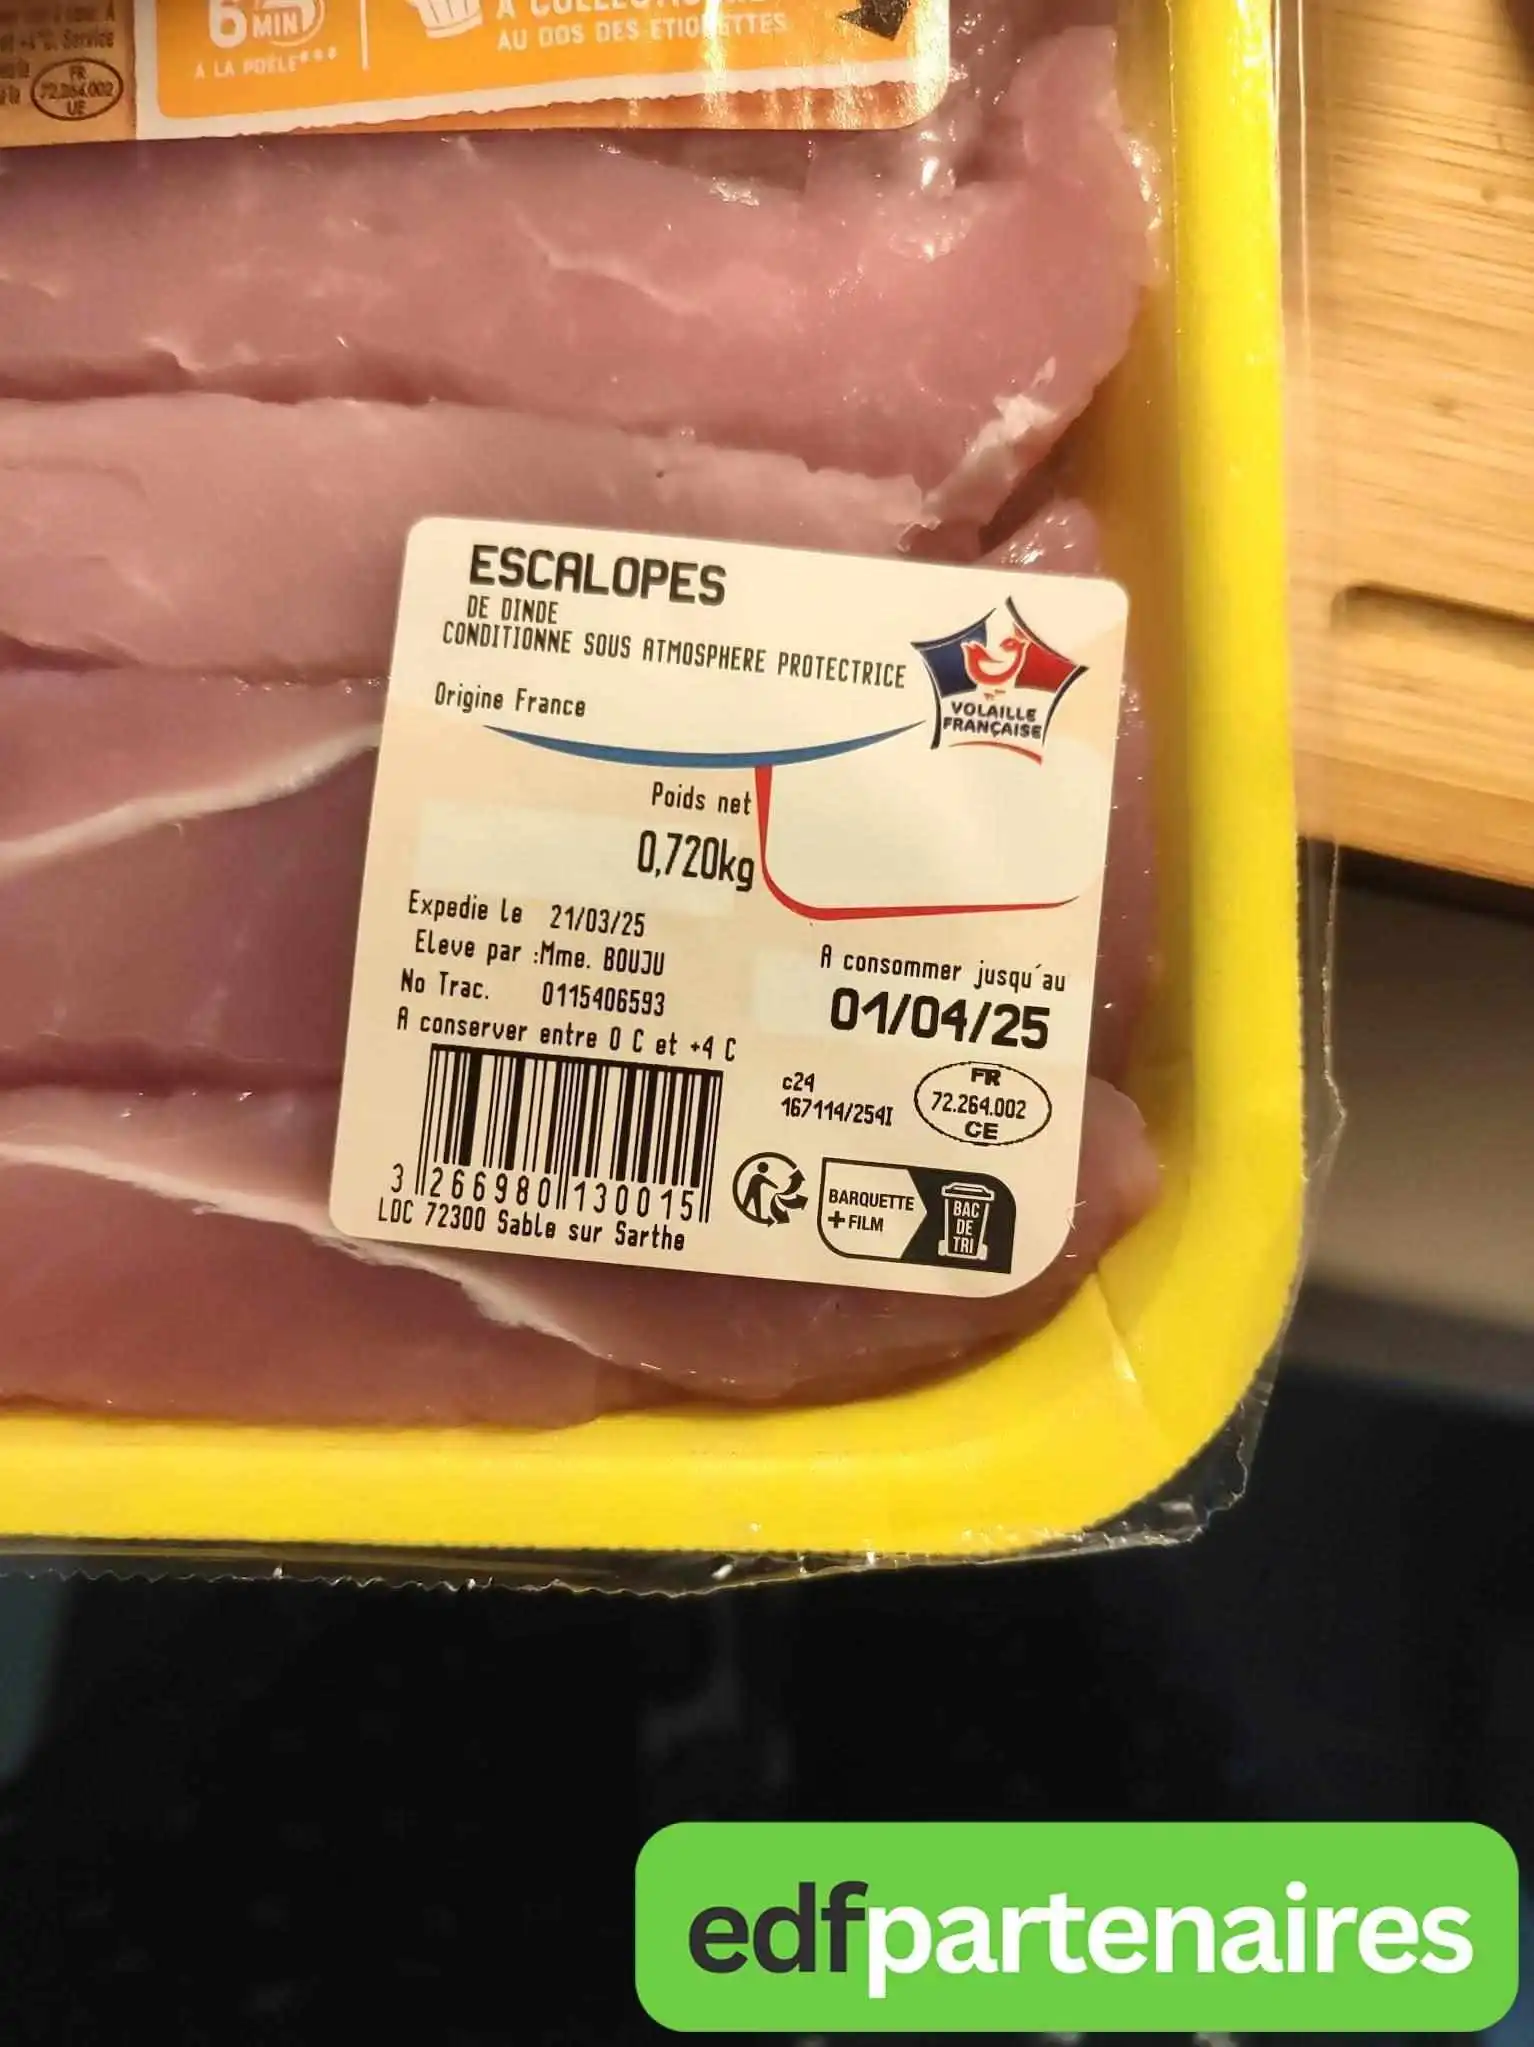 6 MIN
À LA POÊLE***
À COLLECTIONNER
AU DOS DES ÉTIQUETTES
Service
FR
72.264.002
UE
ESCALOPES
DE DINDE
CONDITIONNE SOUS ATMOSPHERE PROTECTRICE
Origine France
VOLAILLE
FRANÇAISE
Poids net
0,720kg
Expedie le 21/03/25
Eleve par :Mme. BOUJU
No Trac. 0115406593
A conserver entre 0 C et +4 C
A consommer jusqu'au
01/04/25
c24
167114/254I
FR
72.264.002
CE
3 266980 130015
LDC 72300 Sable sur Sarthe
BARQUETTE
+ FILM
BAC
DE
TRI
edfpartenaires